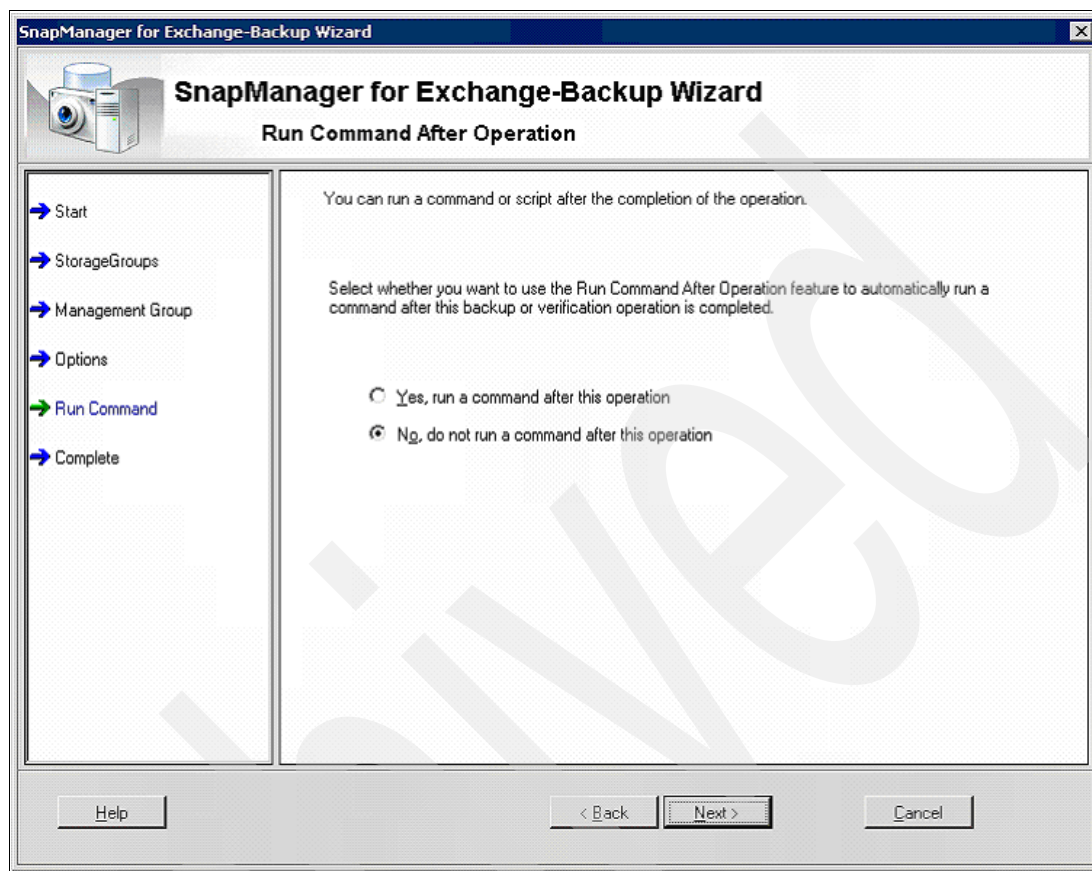 SnapManager for Exchange-Backup Wizard
SnapManager for Exchange-Backup Wizard
Run Command After Operation
Start
StorageGroups
Management Group
Options
Run Command
Complete
You can run a command or script after the completion of the operation.
Select whether you want to use the Run Command After Operation feature to automatically run a
command after this backup or verification operation is completed.
Yes, run a command after this operation
No, do not run a command after this operation
Help
< Back
Next >
Cancel
hived